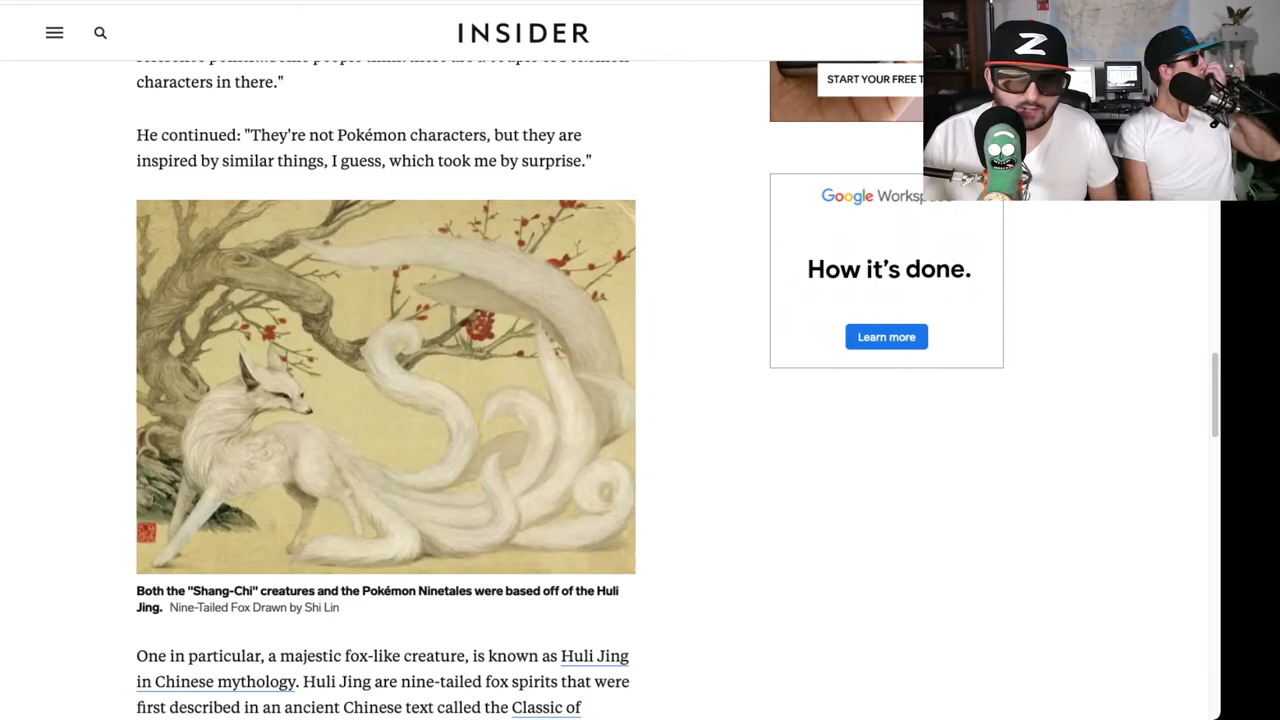 INSIDER
characters in there."
He continued: "They're not Pokémon characters, but they are
inspired by similar things, I guess, which took me by surprise."
Both the "Shang-Chi" creatures and the Pokémon Ninetales were based off of the Huli
Jing. Nine-Tailed Fox Drawn by Shi Lin
One in particular, a majestic fox-like creature, is known as Huli Jing
in Chinese mythology. Huli Jing are nine-tailed fox spirits that were
first described in an ancient Chinese text called the Classic of
START YOUR FREE
Google
How it's done.
Learn more
Z